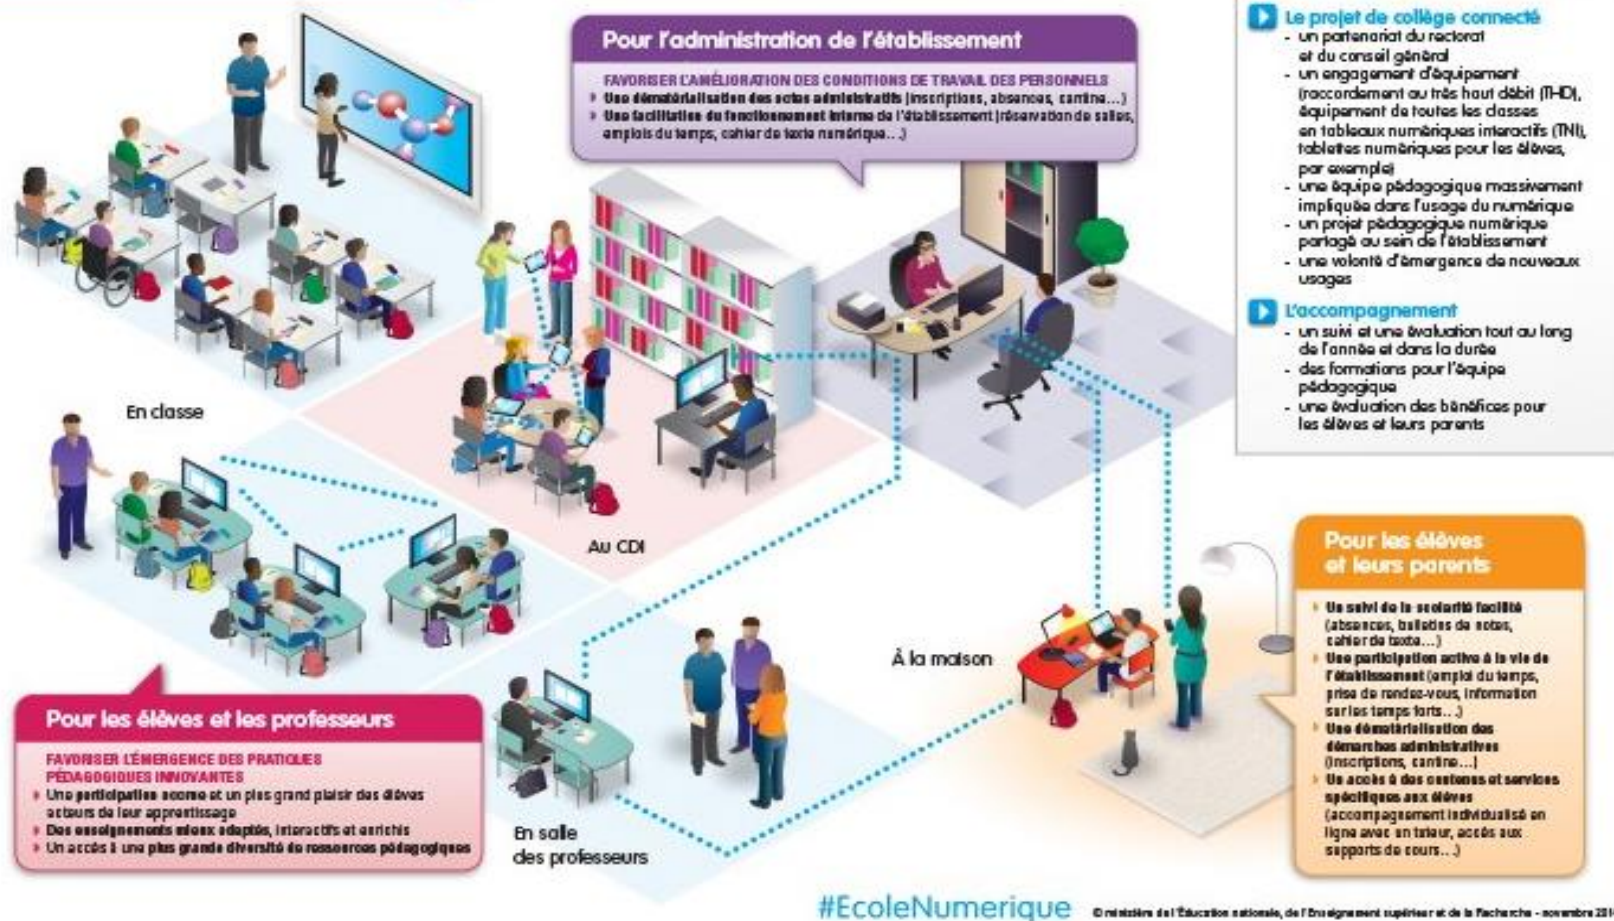 Pour l'administration de l'établissement
FAVORISER L'AMÉLIORATION DES CONDITIONS DE TRAVAIL DES PERSONNELS
Une dématérialisation des actes administratifs (inscriptions, absences, cantine...)
Une facilitation du fonctionnement interne de l'établissement (réservation de salles,
emplois du temps, cahier de texte numérique...)
Le projet de collège connecté
- un partenariat du rectorat
et du conseil général
- un engagement d'équipement
(raccordement au très haut débit (THD),
équipement de toutes les classes
en tableaux numériques interactifs (TNI),
tablettes numériques pour les élèves,
par exemple)
- une équipe pédagogique massivement
impliquée dans l'usage du numérique
- un projet pédagogique numérique
partagé au sein de l'établissement
- une volonté d'émergence de nouveaux
usages
L'accompagnement
- un suivi et une évaluation tout au long
de l'année et dans la durée
- des formations pour l'équipe
pédagogique
- une évaluation des bénéfices pour
les élèves et leurs parents
En classe
Au CDI
À la maison
En salle
des professeurs
Pour les élèves et les professeurs
FAVORISER L'ÉMERGENCE DES PRATIQUES
PÉDAGOGIQUES INNOVANTES
Une participation accrue et un plus grand plaisir des élèves
acteurs de leur apprentissage
Des enseignements mieux adaptés, interactifs et enrichis
Un accès à une plus grande diversité de ressources pédagogiques
Pour les élèves
et leurs parents
Un suivi de la scolarité facilité
(absences, bulletins de notes,
cahier de texte...)
Une participation active à la vie de
l'établissement (emploi du temps,
prise de rendez-vous, information
sur les temps forts...)
Une dématérialisation des
démarches administratives
(inscriptions, cantine...)
Un accès à des contenus et services
spécifiques aux élèves
(accompagnement individualisé en
ligne avec un tuteur, accès aux
supports de cours...)
#EcoleNumerique
© ministère de l'Éducation nationale, de l'Enseignement supérieur et de la Recherche - novembre